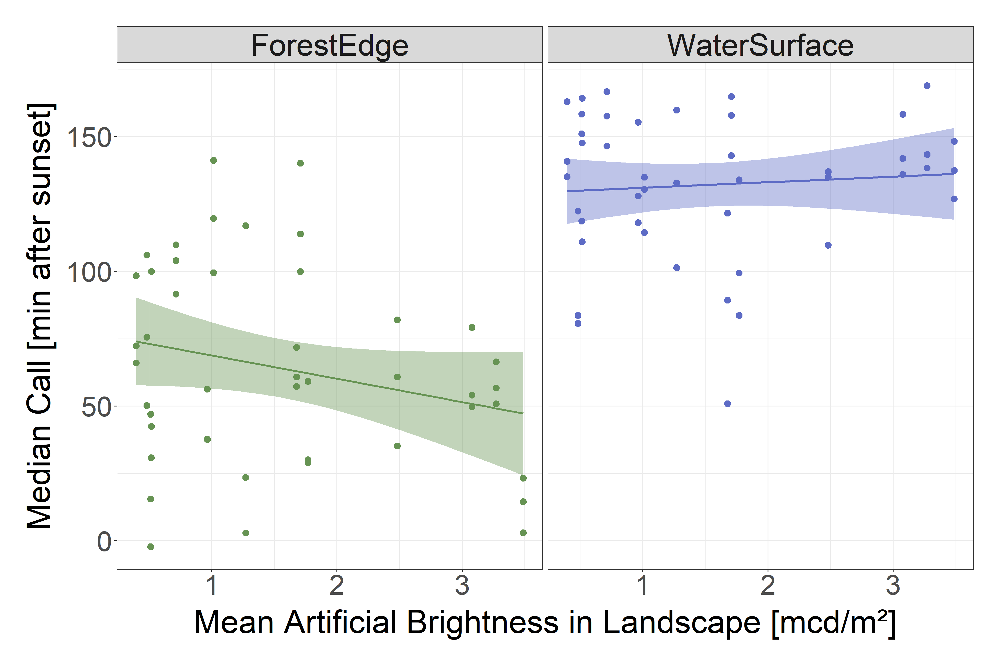 ForestEdge WaterSurface
Median Call [min after sunset]
150
100
50
0
1 2 3 1 2 3
Mean Artificial Brightness in Landscape [mcd/m²]